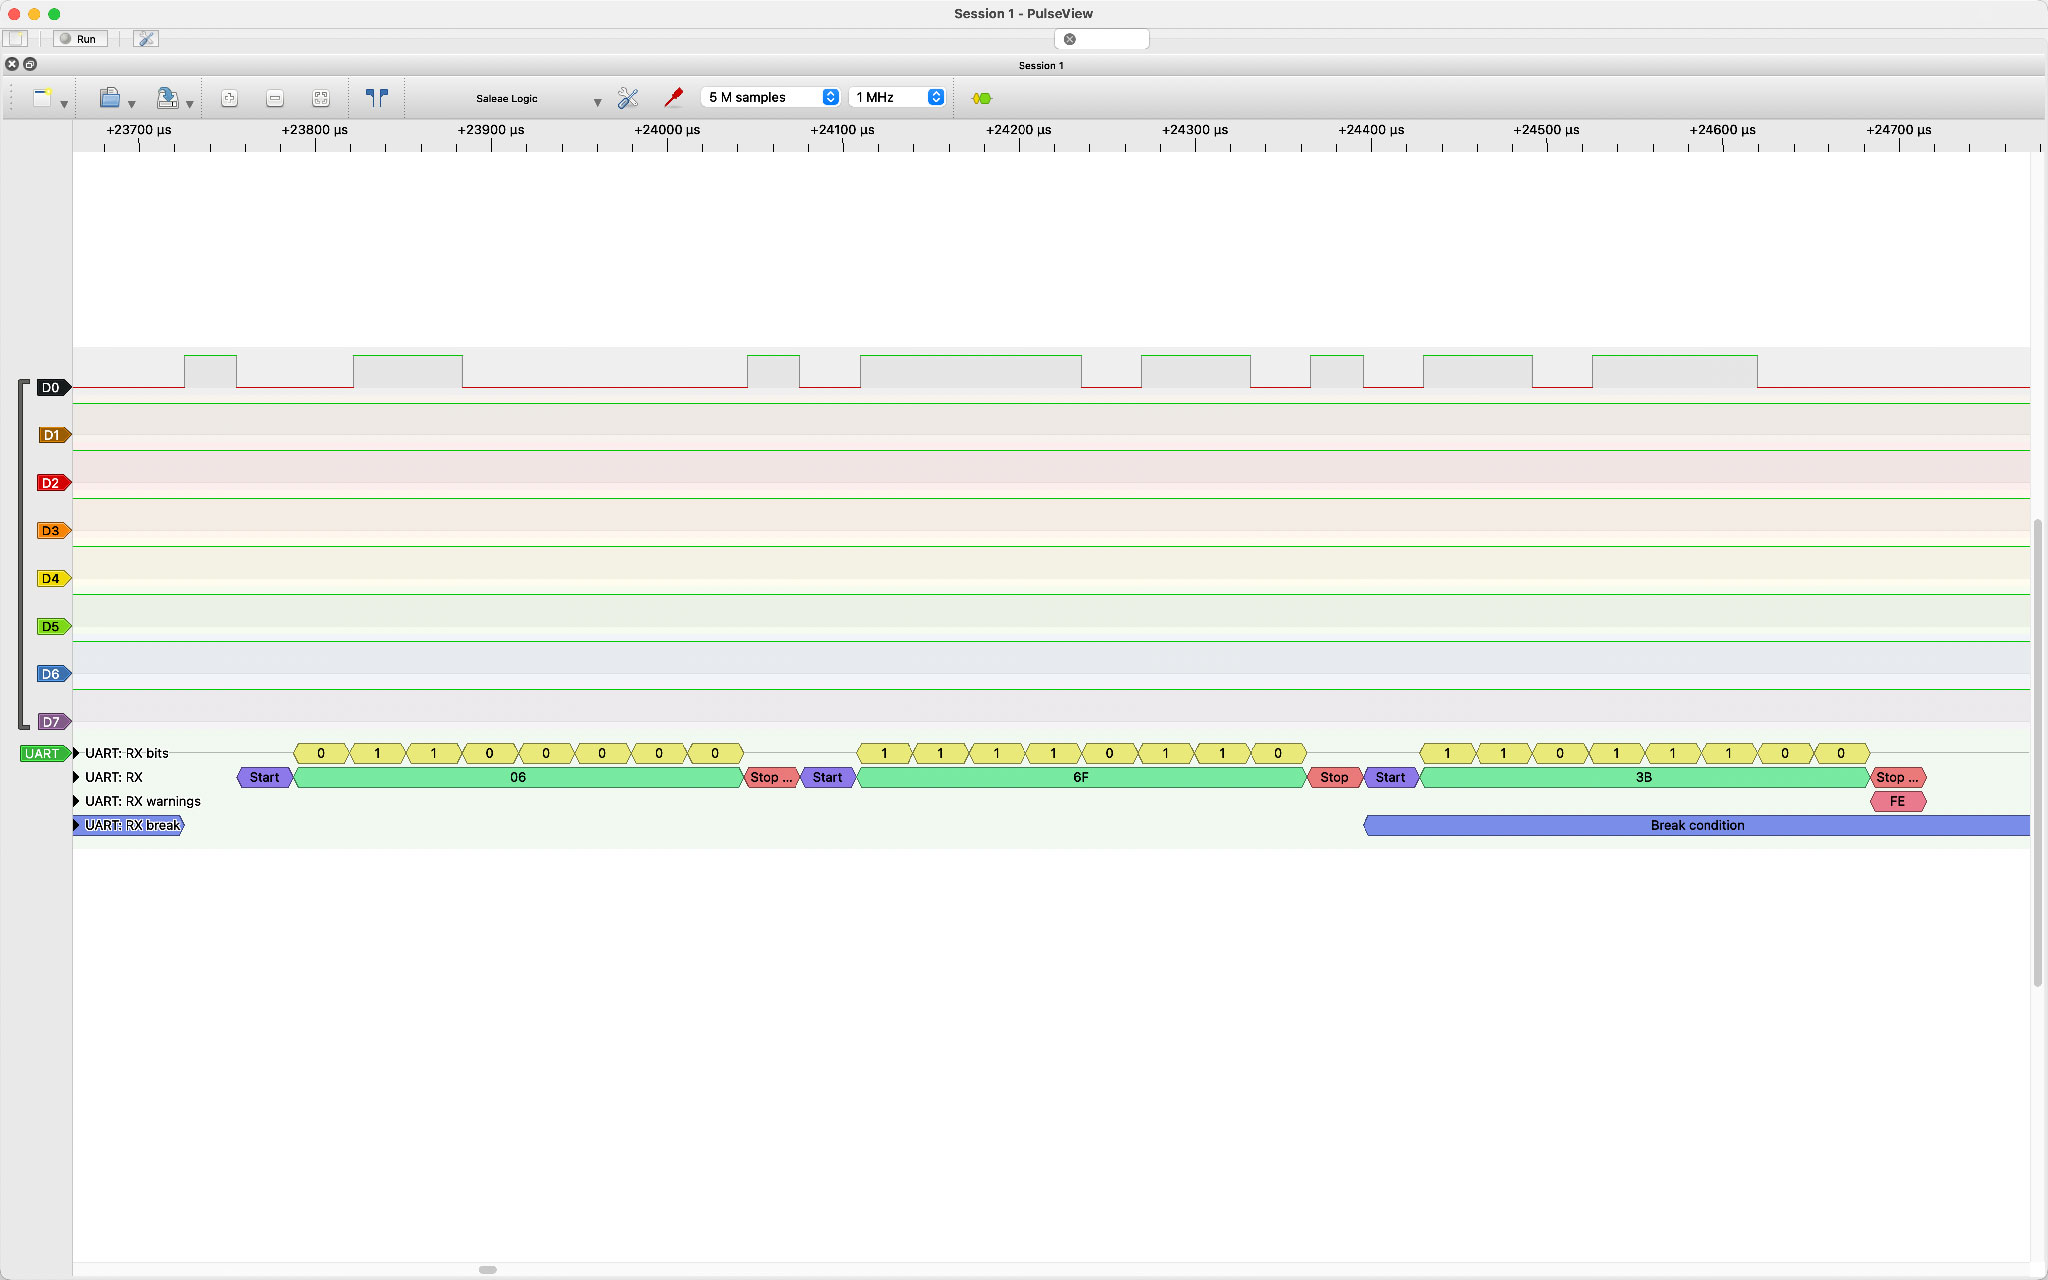 Session 1 - PulseView
Run
Session 1
Saleae Logic 5 M samples 1 MHz
+23700 µs +23800 µs +23900 µs +24000 µs +24100 µs +24200 µs +24300 µs +24400 µs +24500 µs +24600 µs +24700 µs
D0
D1
D2
D3
D4
D5
D6
D7
UART UART: RX bits 0 1 1 0 0 0 0 0 1 1 1 1 0 1 1 0 1 1 0 1 1 1 0 0
UART: RX Start 06 Stop ... Start 6F Stop Start 3B Stop ...
UART: RX warnings FE
UART: RX break Break condition